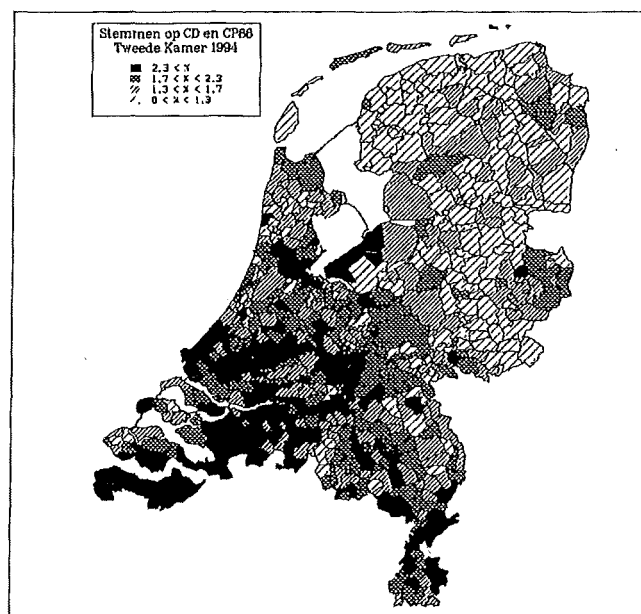 Stemmen op CD en CP86
Tweede Kamer 1994
2,3 < %
1,7 < % < 2,3
1,3 < % < 1,7
0 < % < 1,3